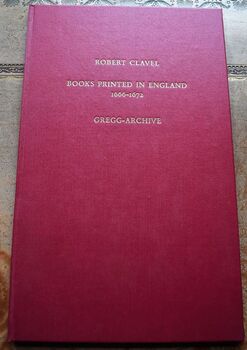 ROBERT CLAVEL
BOOKS PRINTED IN ENGLAND
1666-1672
GREGG-ARCHIVE